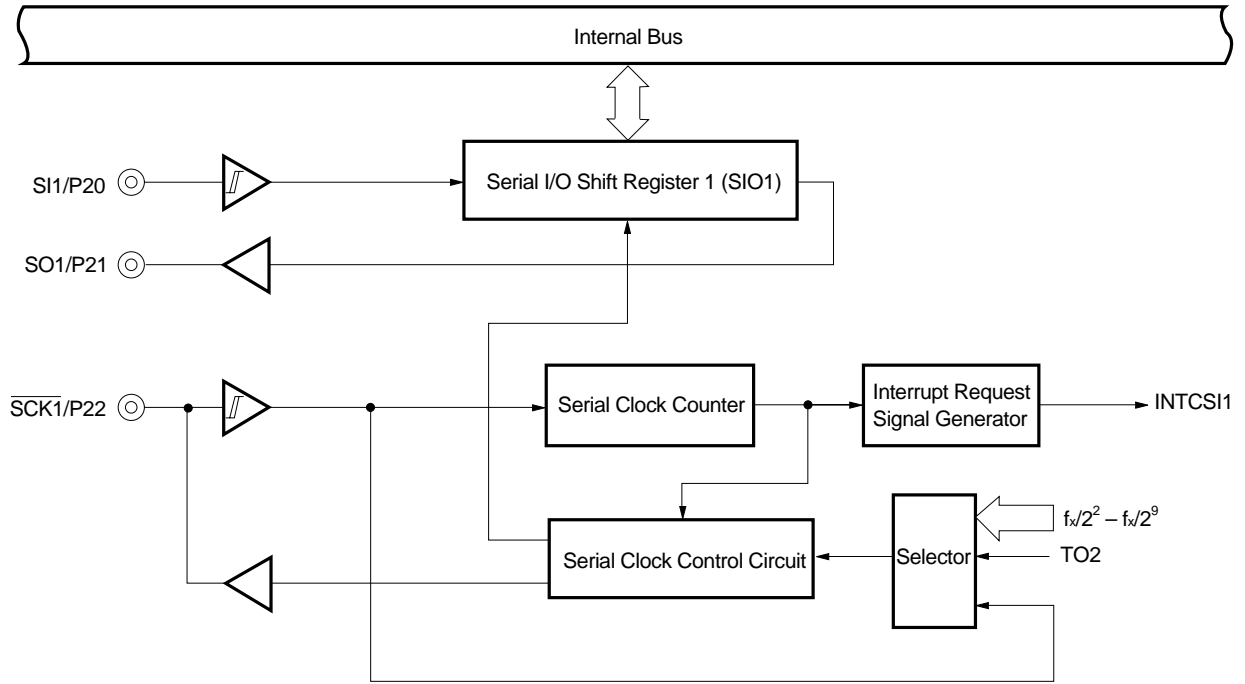 Internal Bus
SI1/P20
Serial I/O Shift Register 1 (SIO1)
SO1/P21
S̅C̅K̅1̅/P22
Serial Clock Counter
Interrupt Request
Signal Generator
INTCSI1
fx/2² – fx/2⁹
Serial Clock Control Circuit
Selector
TO2